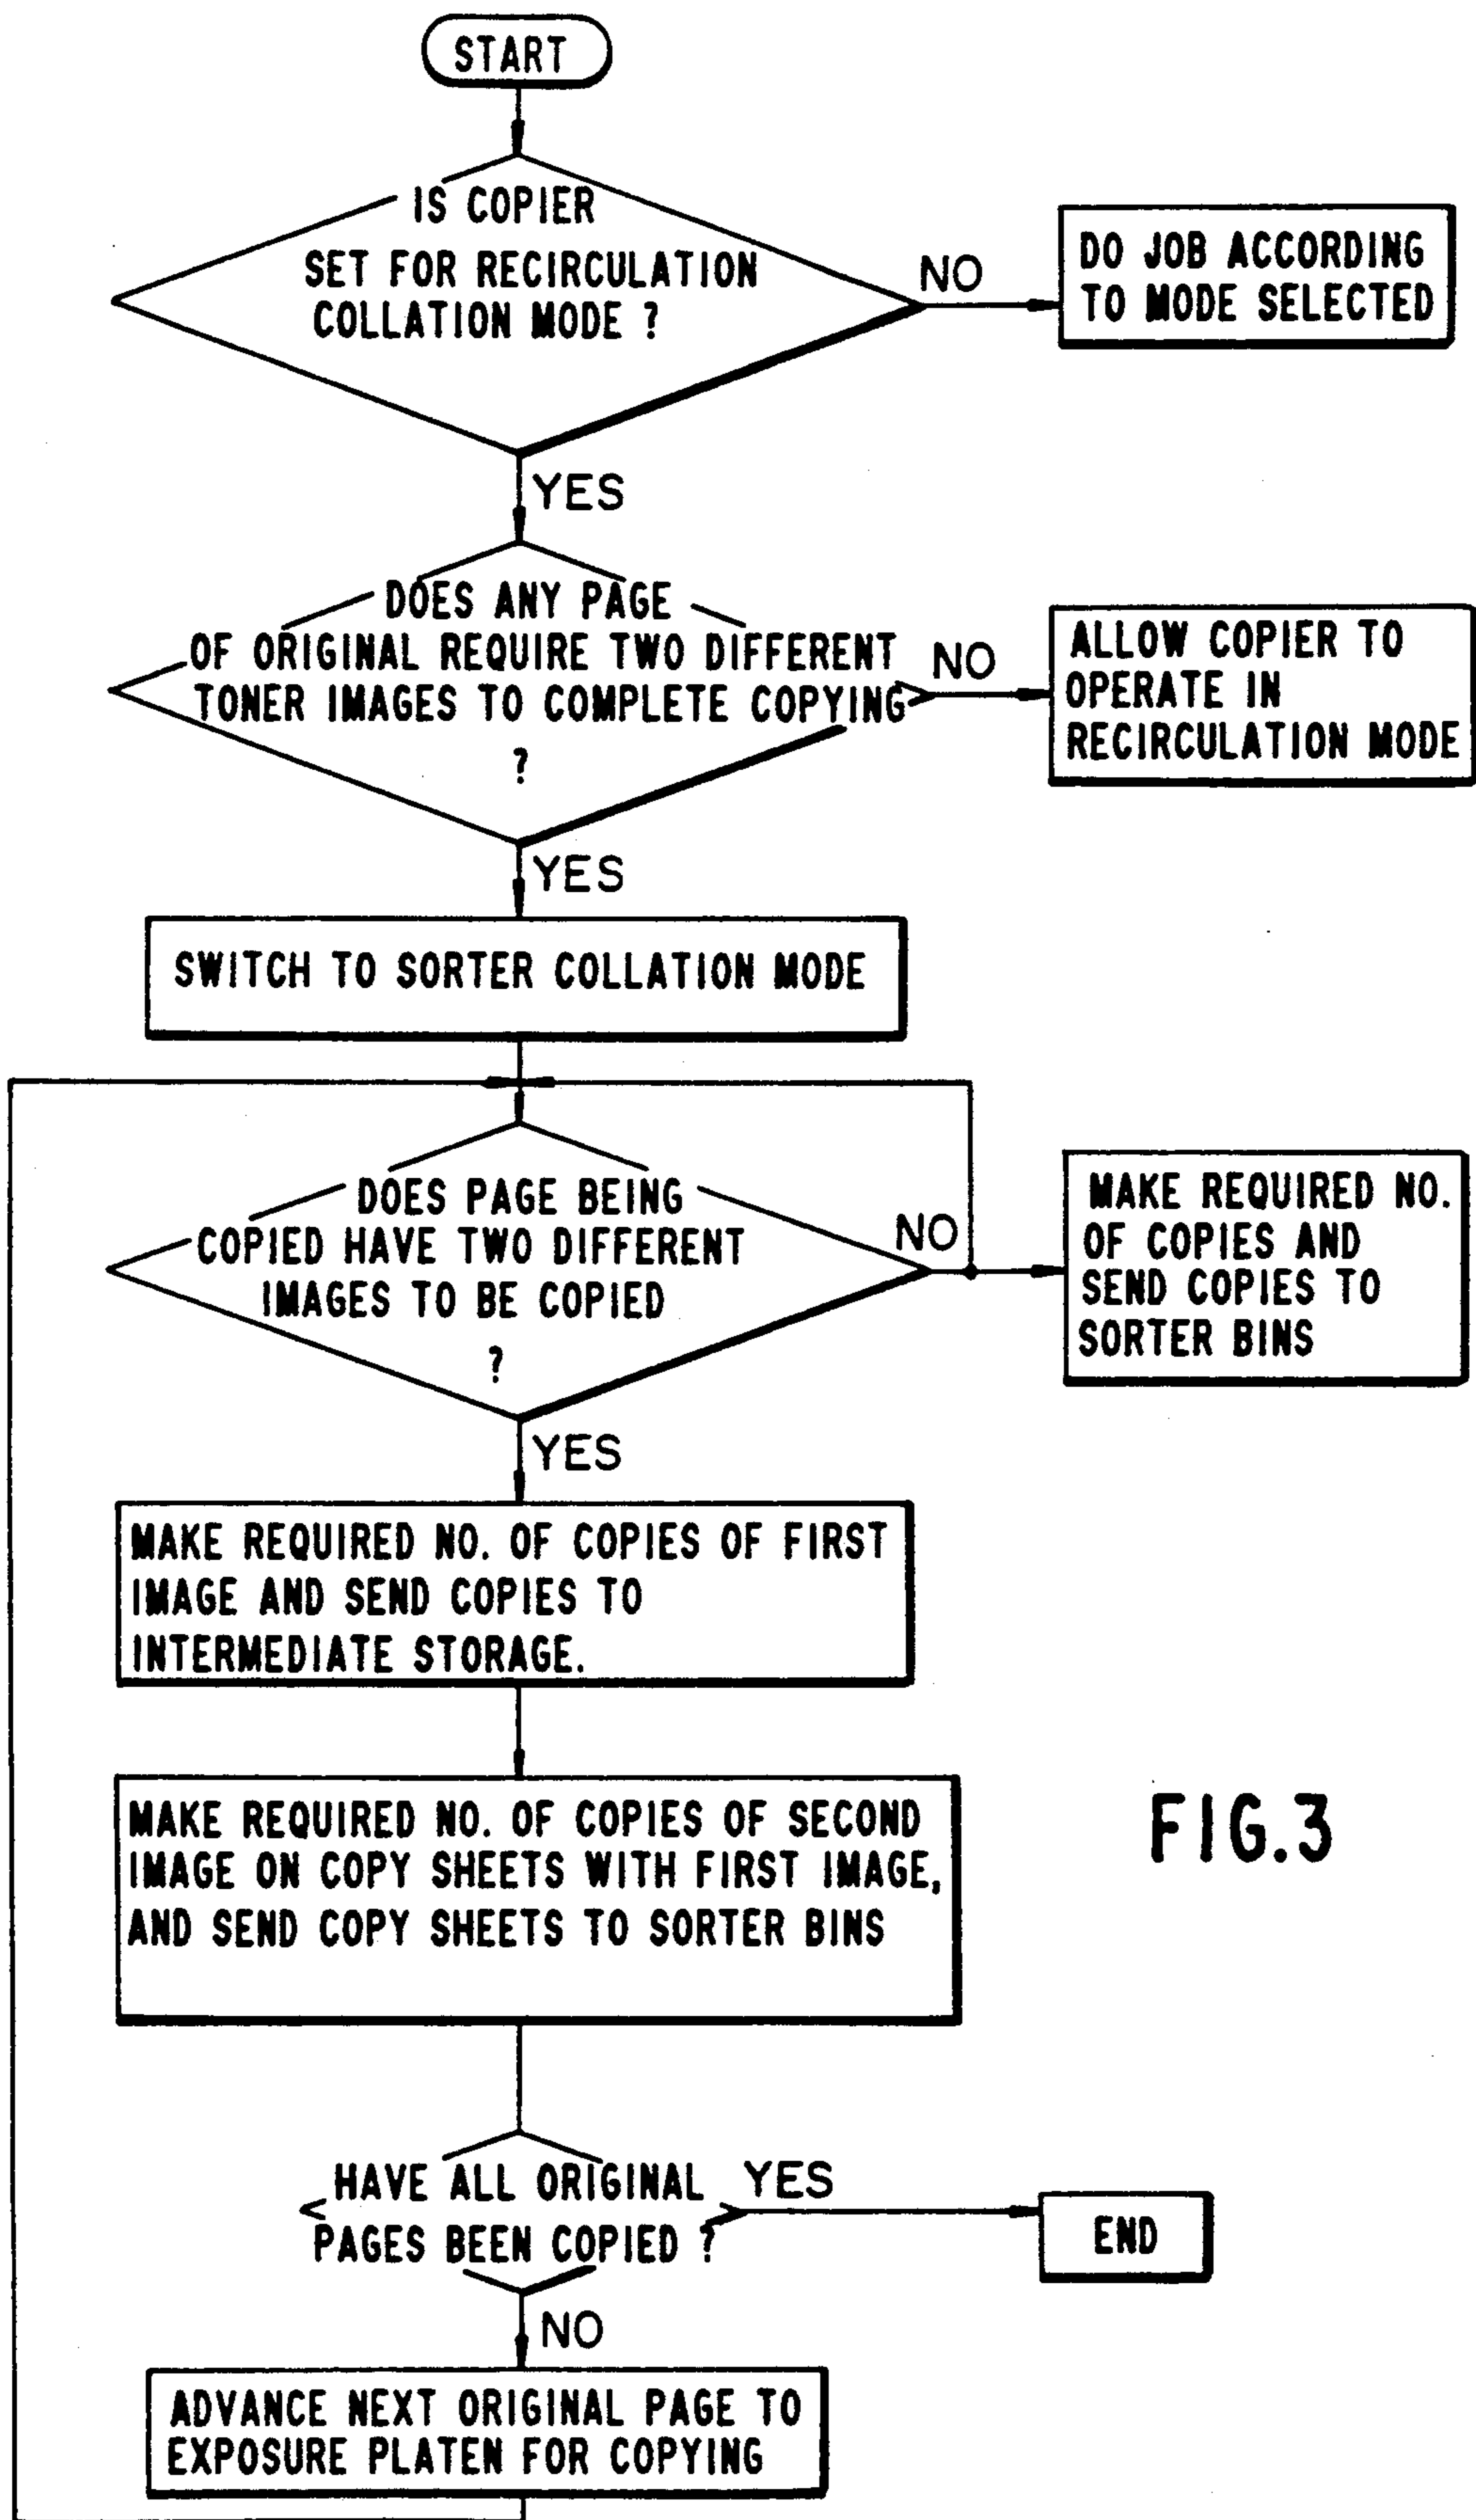 START
IS COPIER
SET FOR RECIRCULATION
COLLATION MODE ?
NO
DO JOB ACCORDING
TO MODE SELECTED
YES
DOES ANY PAGE
OF ORIGINAL REQUIRE TWO DIFFERENT
TONER IMAGES TO COMPLETE COPYING
?
NO
ALLOW COPIER TO
OPERATE IN
RECIRCULATION MODE
YES
SWITCH TO SORTER COLLATION MODE
DOES PAGE BEING
COPIED HAVE TWO DIFFERENT
IMAGES TO BE COPIED
?
NO
MAKE REQUIRED NO.
OF COPIES AND
SEND COPIES TO
SORTER BINS
YES
MAKE REQUIRED NO. OF COPIES OF FIRST
IMAGE AND SEND COPIES TO
INTERMEDIATE STORAGE.
MAKE REQUIRED NO. OF COPIES OF SECOND
IMAGE ON COPY SHEETS WITH FIRST IMAGE,
AND SEND COPY SHEETS TO SORTER BINS
FIG.3
HAVE ALL ORIGINAL
PAGES BEEN COPIED ?
YES
END
NO
ADVANCE NEXT ORIGINAL PAGE TO
EXPOSURE PLATEN FOR COPYING